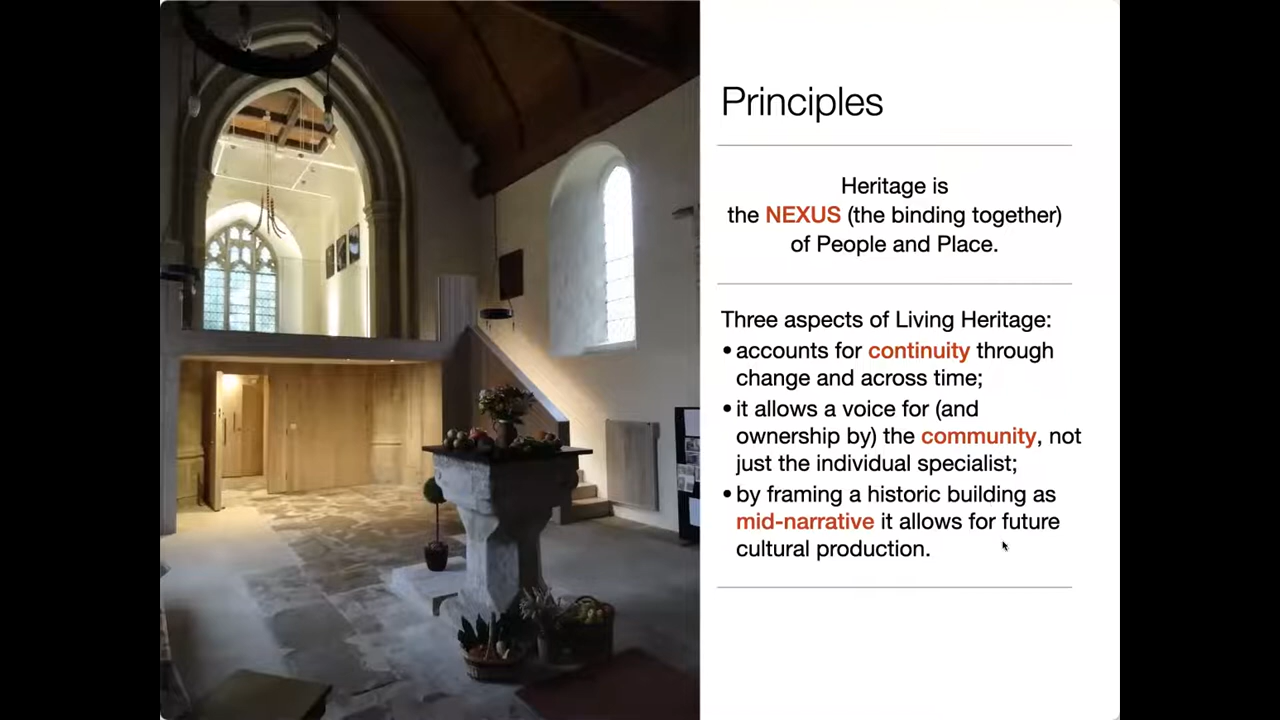 Principles
Heritage is
the NEXUS (the binding together)
of People and Place.
Three aspects of Living Heritage:
• accounts for continuity through
change and across time;
• it allows a voice for (and
ownership by) the community, not
just the individual specialist;
• by framing a historic building as
mid-narrative it allows for future
cultural production.